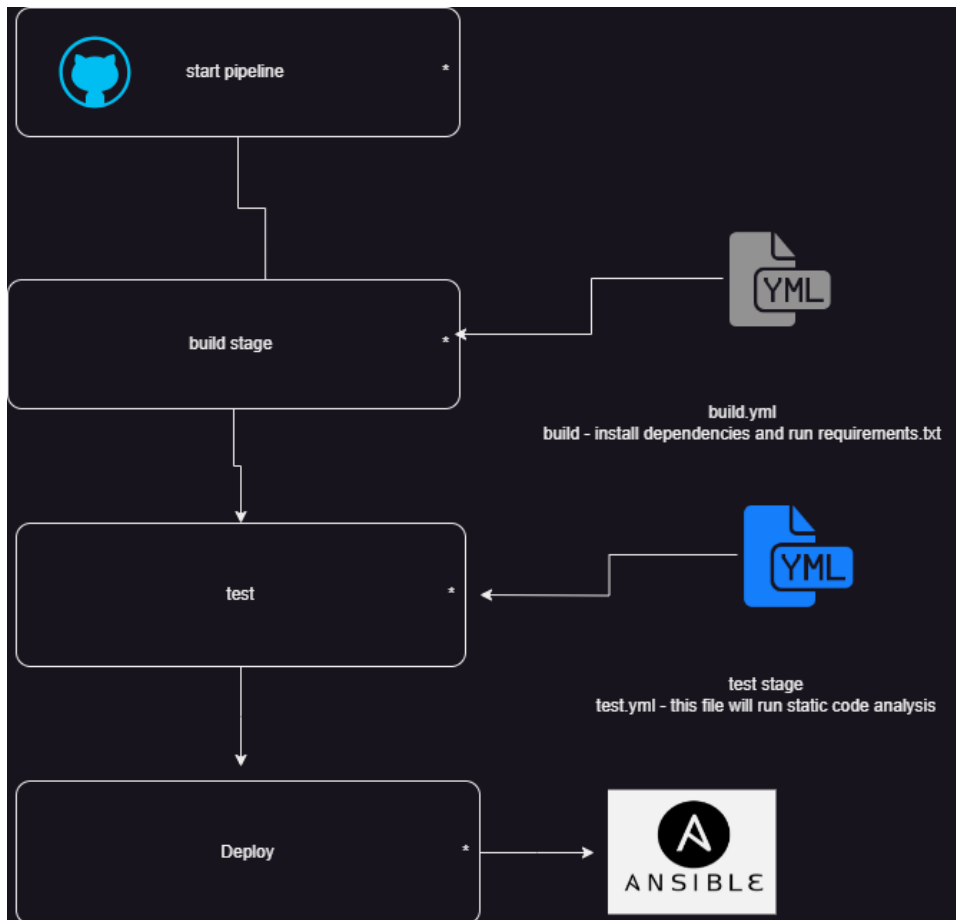 start pipeline
*
build stage
*
YML
build.yml
build - install dependencies and run requirements.txt
test
*
YML
test stage
test.yml - this file will run static code analysis
Deploy
*
ANSIBLE